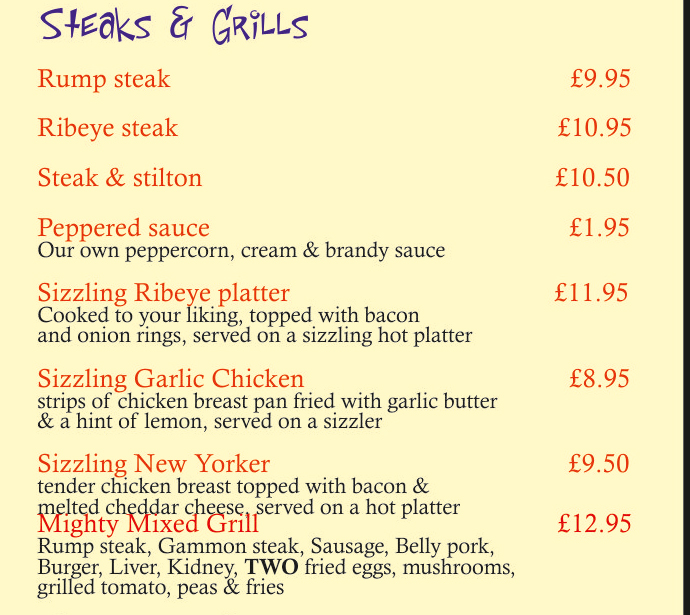 Steaks & Grills
Rump steak £9.95
Ribeye steak £10.95
Steak & stilton £10.50
Peppered sauce £1.95
Our own peppercorn, cream & brandy sauce
Sizzling Ribeye platter £11.95
Cooked to your liking, topped with bacon
and onion rings, served on a sizzling hot platter
Sizzling Garlic Chicken £8.95
strips of chicken breast pan fried with garlic butter
& a hint of lemon, served on a sizzler
Sizzling New Yorker £9.50
tender chicken breast topped with bacon &
melted cheddar cheese, served on a hot platter
Mighty Mixed Grill £12.95
Rump steak, Gammon steak, Sausage, Belly pork,
Burger, Liver, Kidney, TWO fried eggs, mushrooms,
grilled tomato, peas & fries